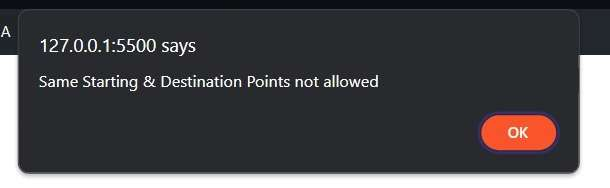 A
127.0.0.1:5500 says
Same Starting & Destination Points not allowed
OK